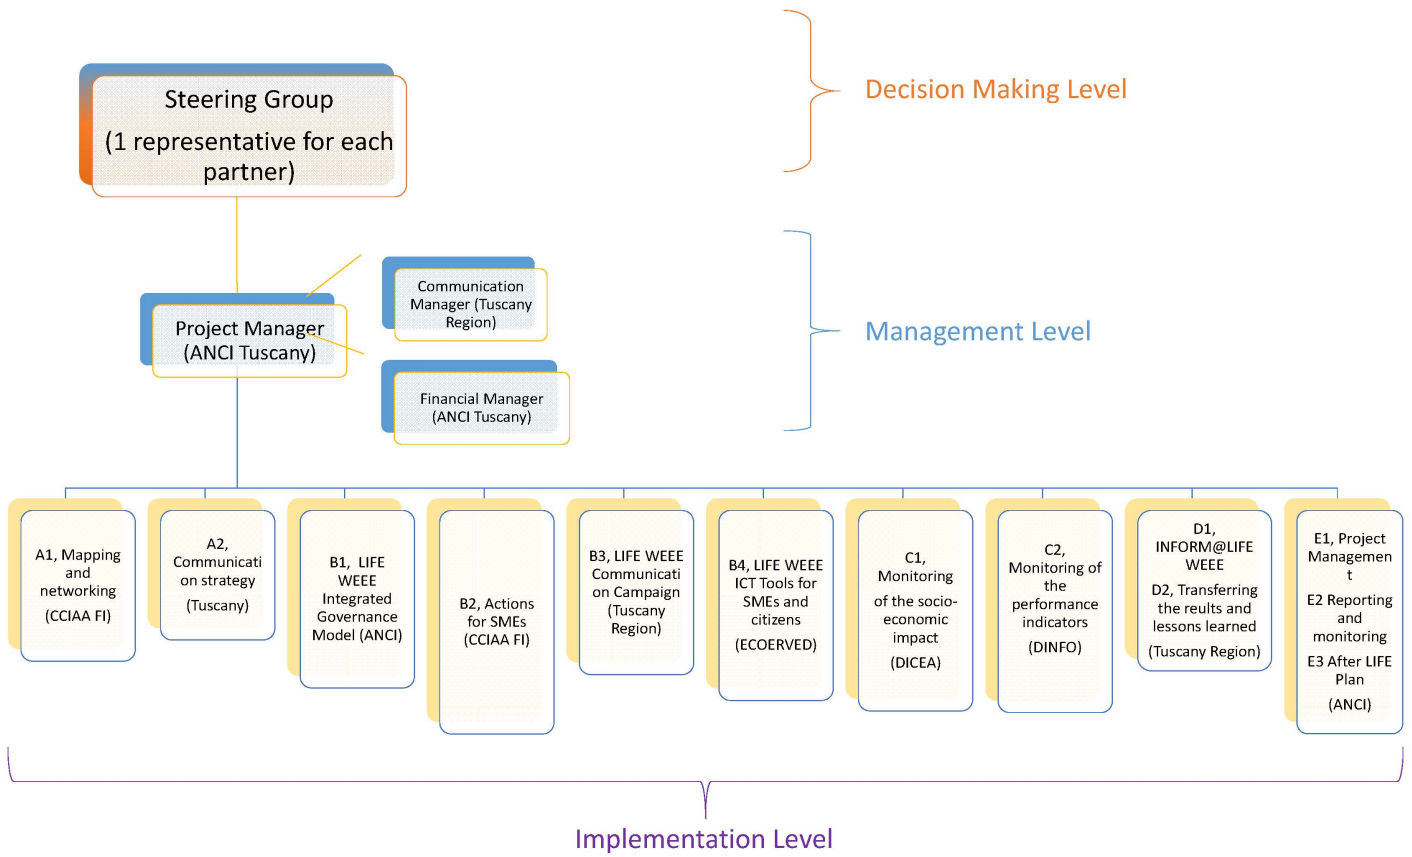 Steering Group
(1 representative for each
partner)
Decision Making Level
Communication
Manager (Tuscany
Region)
Project Manager
(ANCI Tuscany)
Management Level
Financial Manager
(ANCI Tuscany)
A1, Mapping
and
networking
(CCIAA FI)
A2,
Communicati
on strategy
(Tuscany)
B1, LIFE
WEEE
Integrated
Governance
Model (ANCI)
B2, Actions
for SMEs
(CCIAA FI)
B3, LIFE WEEE
Communicati
on Campaign
(Tuscany
Region)
B4, LIFE WEEE
ICT Tools for
SMEs and
citizens
(ECOERVED)
C1,
Monitoring
of the socio-
economic
impact
(DICEA)
C2,
Monitoring of
the
performance
indicators
(DINFO)
D1,
INFORM@LIFE
WEEE
D2, Transferring
the reults and
lessons learned
(Tuscany Region)
E1, Project
Managemen
t
E2 Reporting
and
monitoring
E3 After LIFE
Plan
(ANCI)
Implementation Level